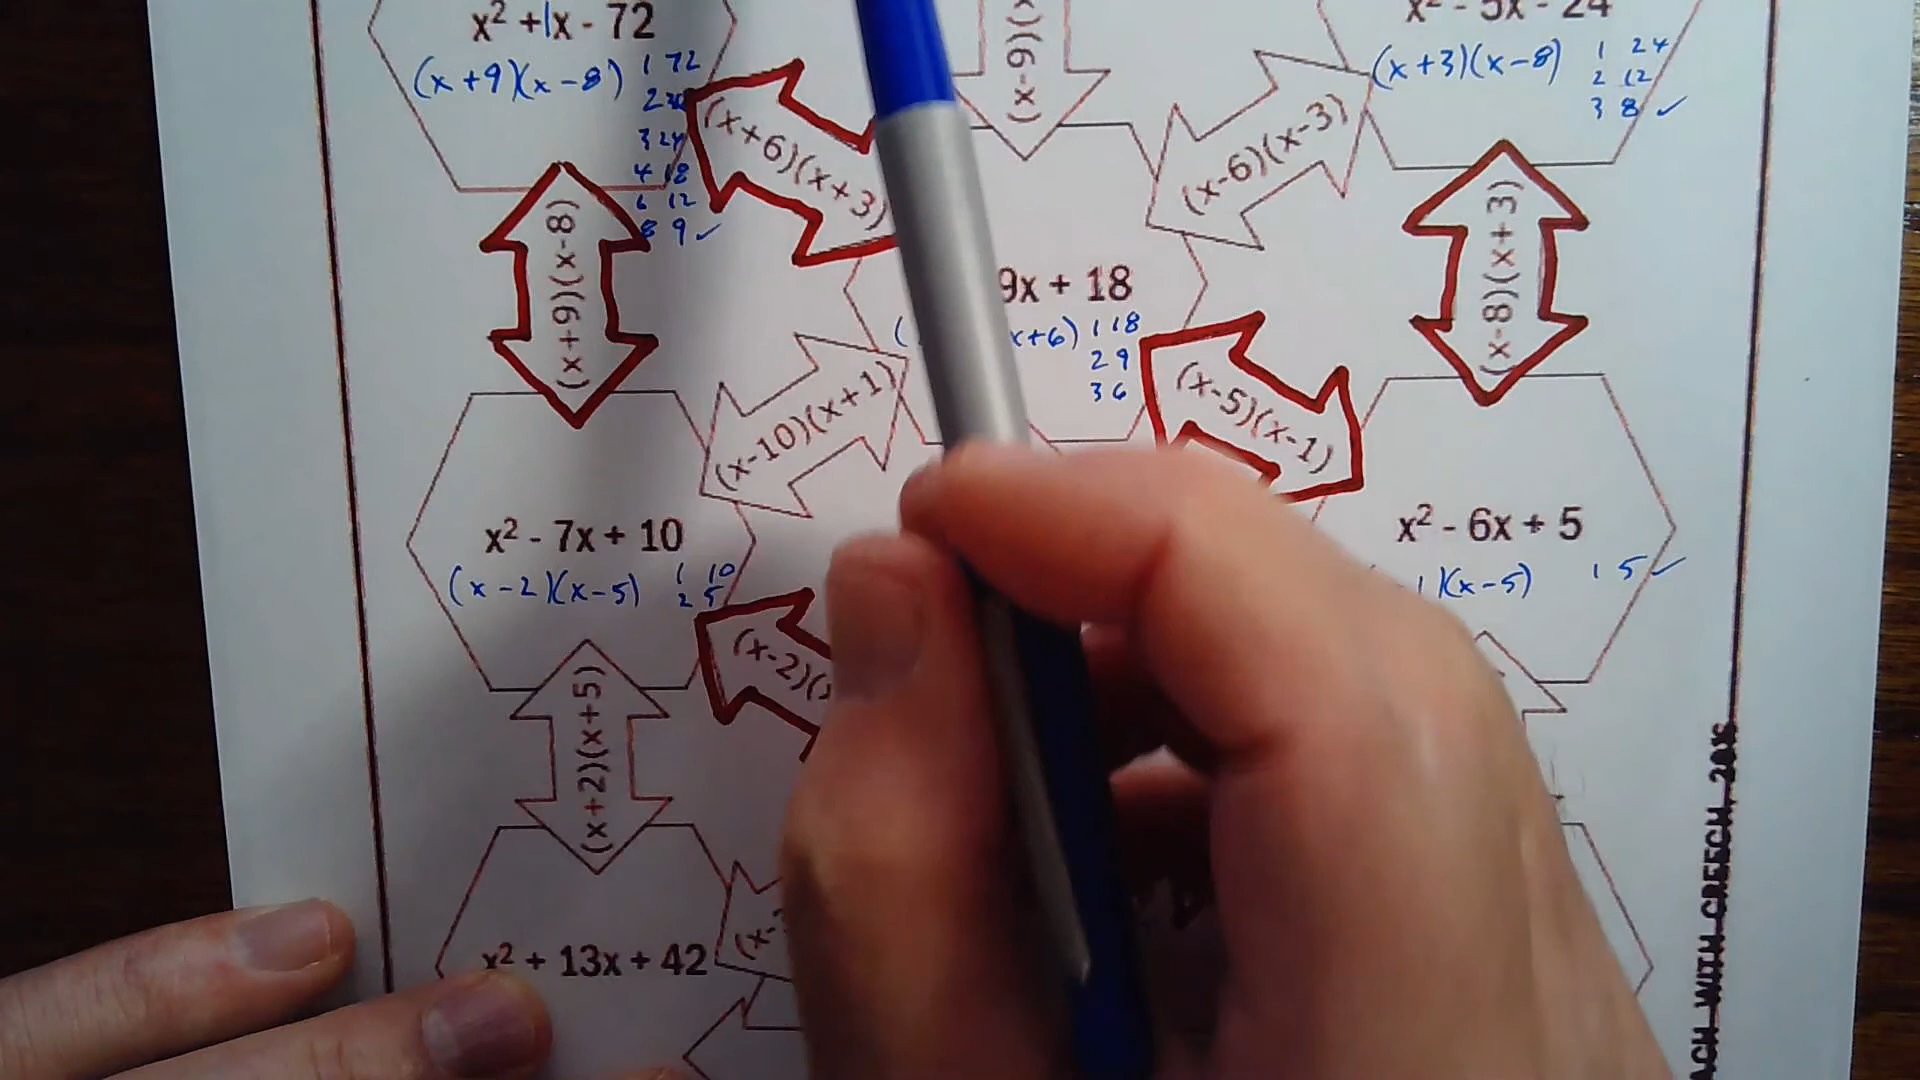 x² +1x - 72
(x+9)(x-8)
1 72
3 24
4 18
6 12
8 9 ✓
(x+6)(x+3)
(x-6)(x-3)
x² - 5x - 24
(x+3)(x-8)
1 24
2 12
3 8 ✓
(x+9)(x-8)
9x + 18
x+6)
1 18
2 9
3 6
(x-8)(x+3)
(x-10)(x+1)
(x-5)(x-1)
x² - 7x + 10
(x-2)(x-5)
1 10
2 5
x² - 6x + 5
1)(x-5)
1 5 ✓
(x-2)(
(x+2)(x+5)
x² + 13x + 42
(x-
WITH CREECH,